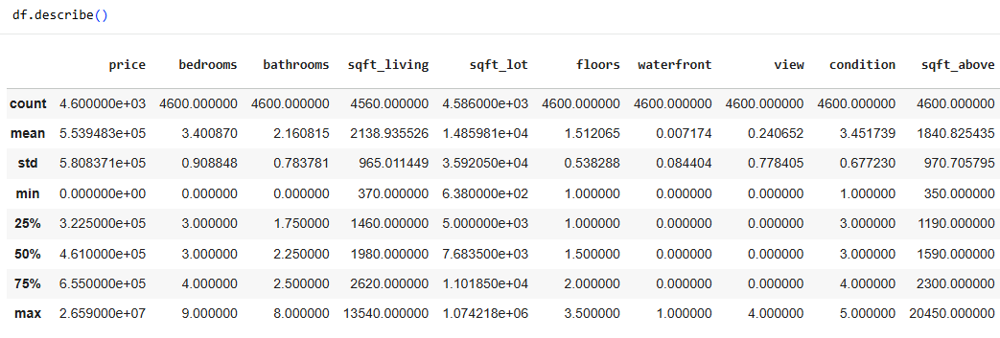 df.describe()
price bedrooms bathrooms sqft_living sqft_lot floors waterfront view condition sqft_above
count 4.600000e+03 4600.000000 4600.000000 4560.000000 4.586000e+03 4600.000000 4600.000000 4600.000000 4600.000000 4600.000000
mean 5.539483e+05 3.400870 2.160815 2138.935526 1.485981e+04 1.512065 0.007174 0.240652 3.451739 1840.825435
std 5.808371e+05 0.908848 0.783781 965.011449 3.592050e+04 0.538288 0.084404 0.778405 0.677230 970.705795
min 0.000000e+00 0.000000 0.000000 370.000000 6.380000e+02 1.000000 0.000000 0.000000 1.000000 350.000000
25% 3.225000e+05 3.000000 1.750000 1460.000000 5.000000e+03 1.000000 0.000000 0.000000 3.000000 1190.000000
50% 4.610000e+05 3.000000 2.250000 1980.000000 7.683500e+03 1.500000 0.000000 0.000000 3.000000 1590.000000
75% 6.550000e+05 4.000000 2.500000 2620.000000 1.101850e+04 2.000000 0.000000 0.000000 4.000000 2300.000000
max 2.659000e+07 9.000000 8.000000 13540.000000 1.074218e+06 3.500000 1.000000 4.000000 5.000000 20450.000000